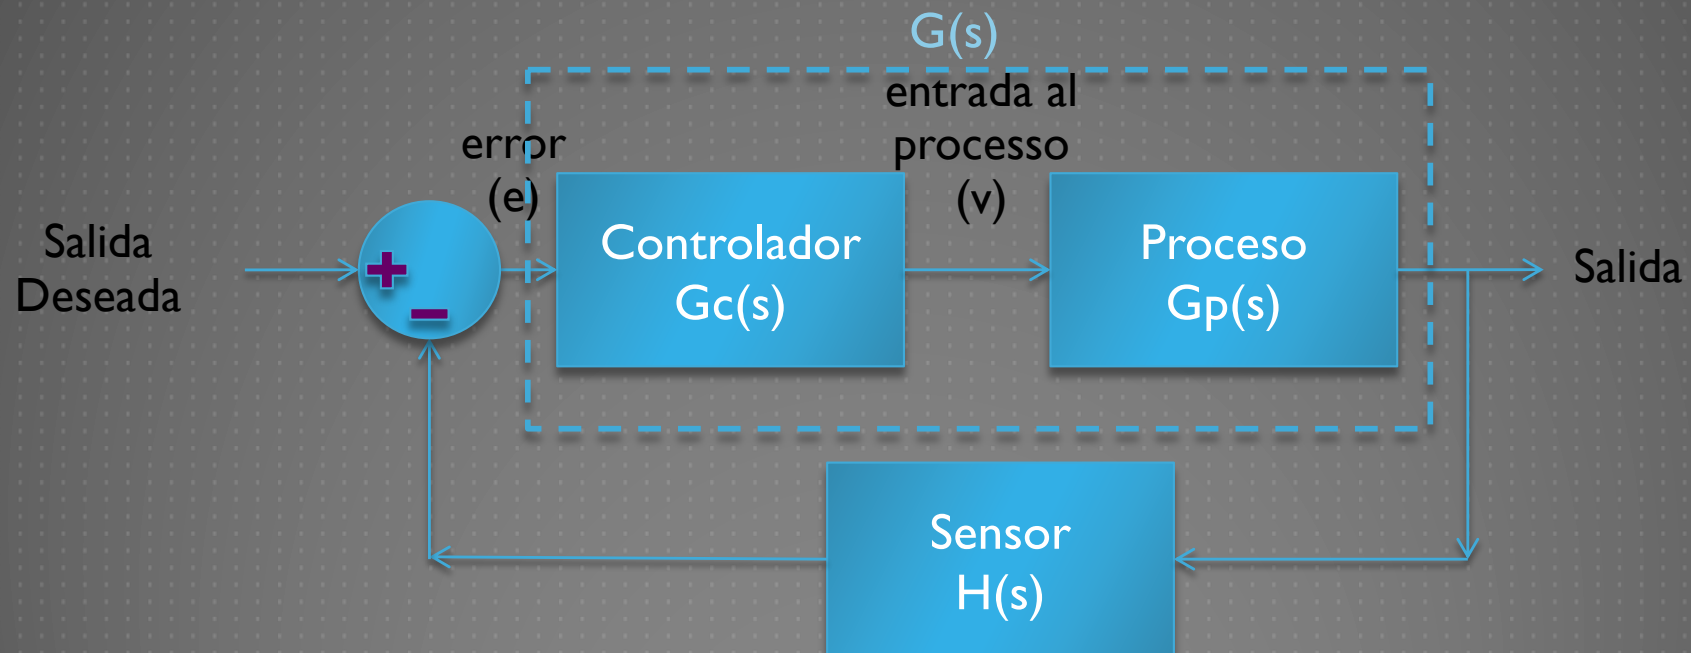 G(s)
entrada al
processo
(v)
error
(e)
Salida
Deseada
+
−
Controlador
Gc(s)
Proceso
Gp(s)
Salida
Sensor
H(s)